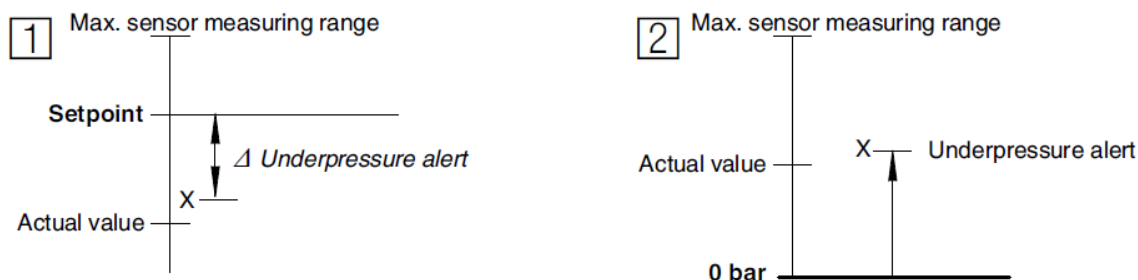 1
Max. sensor measuring range
Setpoint
Δ Underpressure alert
X
Actual value
2
Max. sensor measuring range
X
Underpressure alert
Actual value
0 bar